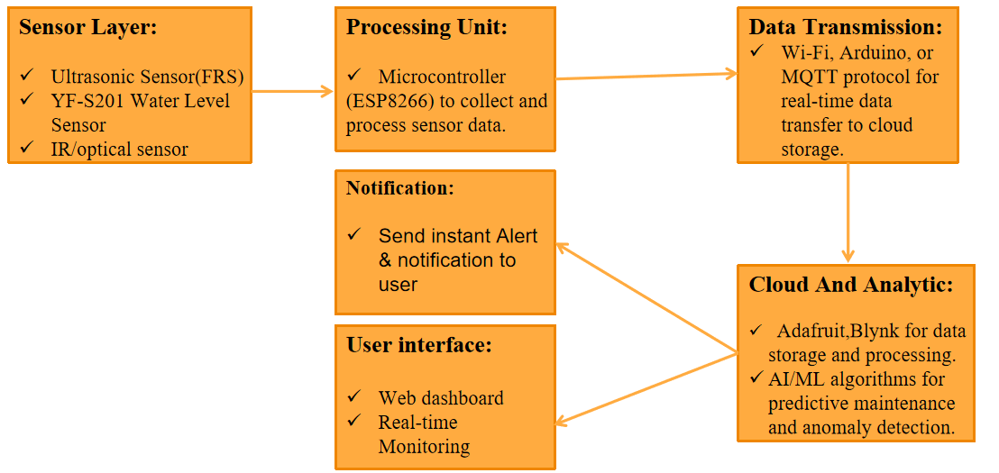 Sensor Layer:
✓ Ultrasonic Sensor(FRS)
✓ YF-S201 Water Level
Sensor
✓ IR/optical sensor
Processing Unit:
✓ Microcontroller
(ESP8266) to collect and
process sensor data.
Data Transmission:
✓ Wi-Fi, Arduino, or
MQTT protocol for
real-time data
transfer to cloud
storage.
Notification:
✓ Send instant Alert
& notification to
user
User interface:
✓ Web dashboard
✓ Real-time
Monitoring
Cloud And Analytic:
✓ Adafruit,Blynk for data
storage and processing.
✓ AI/ML algorithms for
predictive maintenance
and anomaly detection.